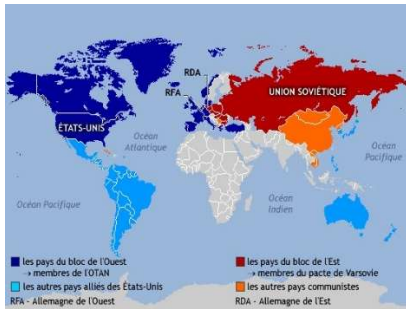 RDA
RFA
UNION SOVIÉTIQUE
ÉTATS-UNIS
Océan
Atlantique
Océan
Pacifique
Océan Pacifique
Océan
Indien
les pays du bloc de l'Ouest
→ membres de l'OTAN
les autres pays alliés des États-Unis
RFA - Allemagne de l'Ouest
les pays du bloc de l'Est
→ membres du pacte de Varsovie
les autres pays communistes
RDA - Allemagne de l'Est